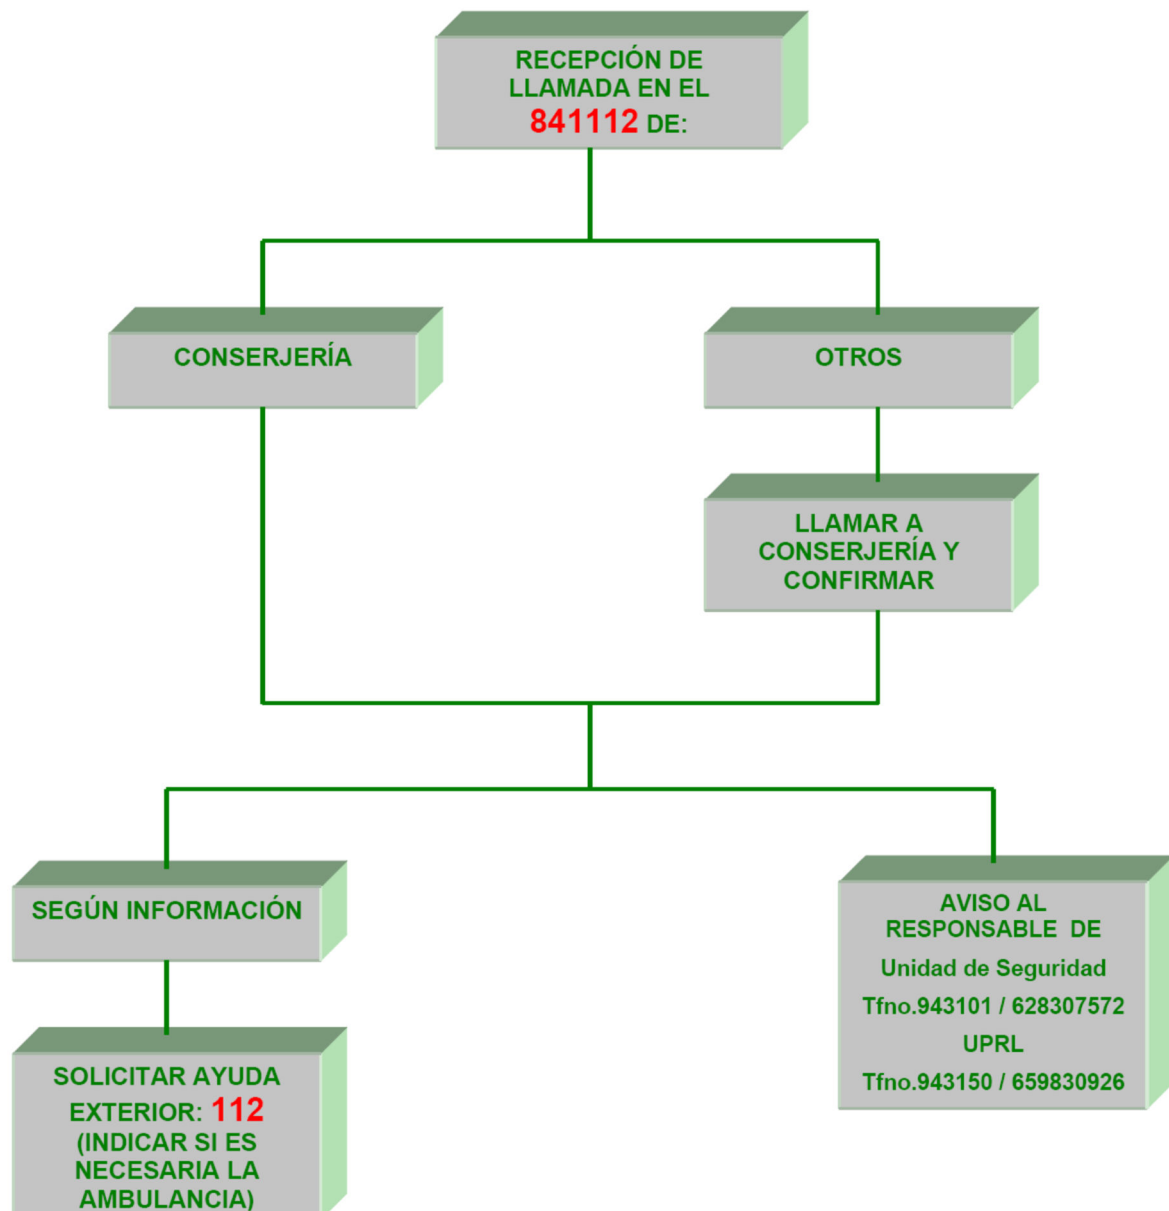 RECEPCIÓN DE
LLAMADA EN EL
841112 DE:
CONSERJERÍA
OTROS
LLAMAR A
CONSERJERÍA Y
CONFIRMAR
SEGÚN INFORMACIÓN
AVISO AL
RESPONSABLE DE
Unidad de Seguridad
Tfno.943101 / 628307572
UPRL
Tfno.943150 / 659830926
SOLICITAR AYUDA
EXTERIOR: 112
(INDICAR SI ES
NECESARIA LA
AMBULANCIA)